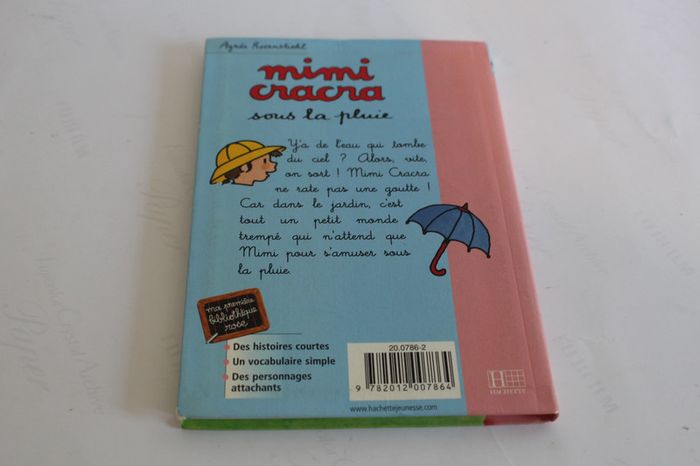 Agnès Rosenstiehl
mimi
cracra
sous la pluie
Y'a de l'eau qui tombe
du ciel ? Alors, vite,
on sort ! Mimi Cracra
ne rate pas une goutte !
Car dans le jardin, c'est
tout un petit monde
trempé qui n'attend que
Mimi pour s'amuser sous
la pluie.
ma première
bibliothèque
rose
Des histoires courtes
Un vocabulaire simple
Des personnages
attachants
20.0786-2
9 782012 007864
www.hachettejeunesse.com
H
HACHETTE